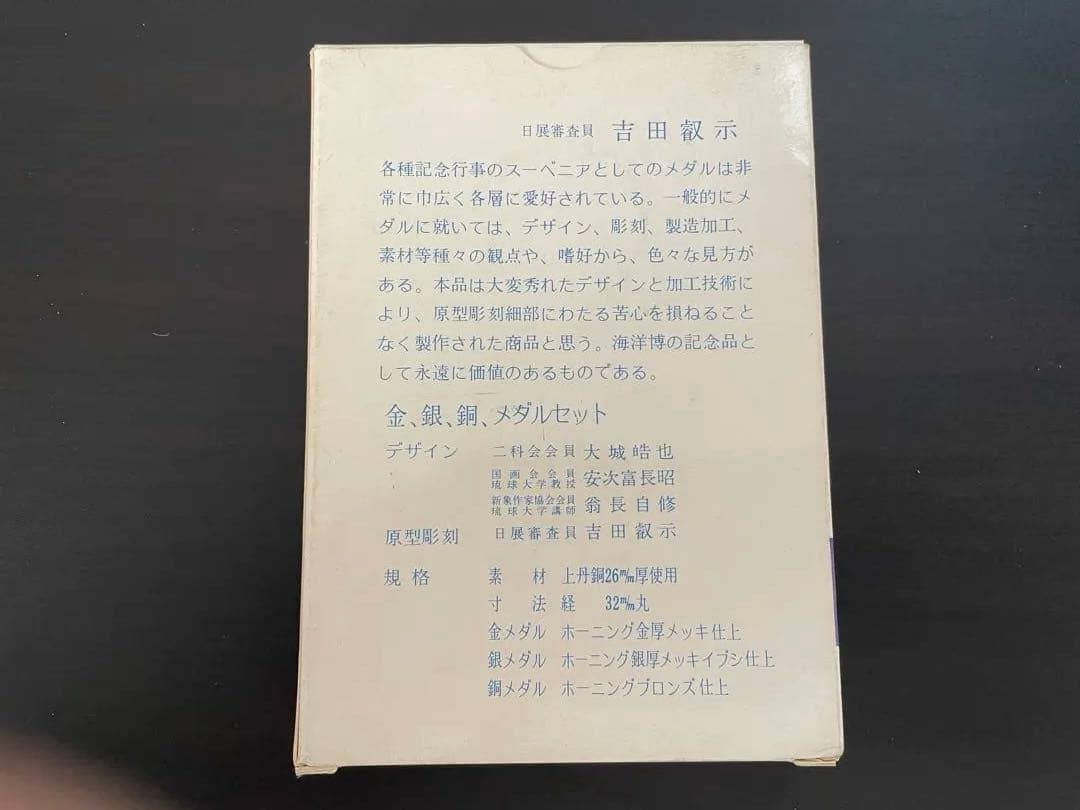 日展審査員 吉田叡示
各種記念行事のスーベニアとしてのメダルは非
常に巾広く各層に愛好されている。一般的にメ
ダルに就いては、デザイン、彫刻、製造加工、
素材等種々の観点や、嗜好から、色々な見方が
ある。本品は大変秀れたデザインと加工技術に
より、原型彫刻細部にわたる苦心を損ねること
なく製作された商品と思う。海洋博の記念品と
して永遠に価値のあるものである。
金、銀、銅、メダルセット
デザイン 二科会会員 大城皓也
国画会会員 琉球大学教授 安次富長昭
新象作家協会会員 琉球大学講師 翁長自修
原型彫刻 日展審査員 吉田叡示
規格 素材 上丹銅26m/m厚使用
寸法 経 32m/m丸
金メダル ホーニング金厚メッキ仕上
銀メダル ホーニング銀厚メッキイブシ仕上
銅メダル ホーニングブロンズ仕上